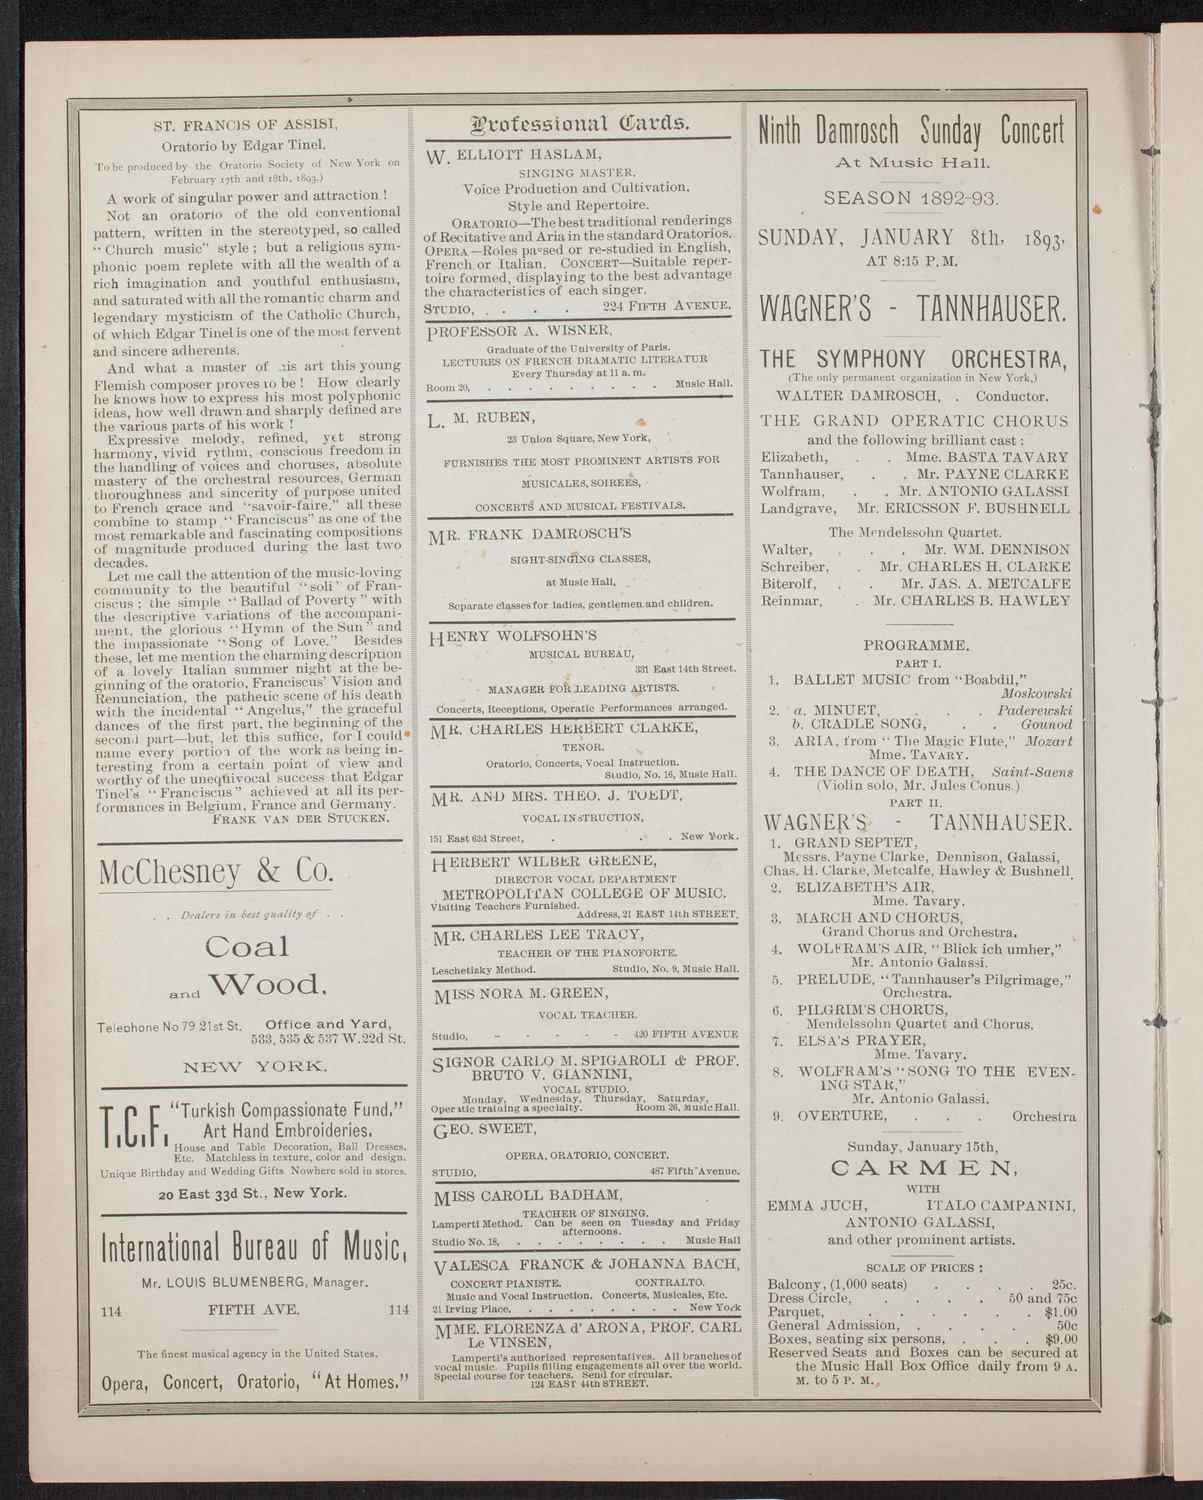 ST. FRANCIS OF ASSISI,
Oratorio by Edgar Tinel.
To be produced by the Oratorio Society of New York on
February 17th and 18th, 1893.)
A work of singular power and attraction !
Not an oratorio of the old conventional
pattern, written in the stereotyped, so called
“ Church music” style ; but a religious sym-
phonic poem replete with all the wealth of a
rich imagination and youthful enthusiasm,
and saturated with all the romantic charm and
legendary mysticism of the Catholic Church,
of which Edgar Tinel is one of the most fervent
and sincere adherents.
And what a master of his art this young
Flemish composer proves to be ! How clearly
he knows how to express his most polyphonic
ideas, how well drawn and sharply defined are
the various parts of his work !
Expressive melody, refined, yet strong
harmony, vivid rythm, conscious freedom in
the handling of voices and choruses, absolute
mastery of the orchestral resources, German
thoroughness and sincerity of purpose united
to French grace and “savoir-faire,” all these
combine to stamp “ Franciscus” as one of the
most remarkable and fascinating compositions
of magnitude produced during the last two
decades.
Let me call the attention of the music-loving
community to the beautiful “soli” of Fran-
ciscus ; the simple “ Ballad of Poverty ” with
the descriptive variations of the accompani-
ment, the glorious “ Hymn of the Sun ” and
the impassionate “Song of Love.” Besides
these, let me mention the charming description
of a lovely Italian summer night at the be-
ginning of the oratorio, Franciscus' Vision and
Renunciation, the pathetic scene of his death
with the incidental “ Angelus,” the graceful
dances of the first part, the beginning of the
second part—but, let this suffice, for I could
name every portion of the work as being in-
teresting from a certain point of view and
worthy of the unequivocal success that Edgar
Tinel's “ Franciscus ” achieved at all its per-
formances in Belgium, France and Germany.
FRANK VAN DER STUCKEN.
McChesney & Co.
. . Dealers in best quality of . .
Coal
and Wood.
Telephone No 79 21st St. Office and Yard,
533, 535 & 537 W. 22d St.
NEW YORK.
T.C.F. “Turkish Compassionate Fund.”
Art Hand Embroideries.
House and Table Decoration, Ball Dresses,
Etc. Matchless in texture, color and design.
Unique Birthday and Wedding Gifts. Nowhere sold in stores.
20 East 33d St., New York.
International Bureau of Music,
Mr. LOUIS BLUMENBERG, Manager.
114 FIFTH AVE. 114
The finest musical agency in the United States.
Opera, Concert, Oratorio, “At Homes.”
Professional Cards.
W. ELLIOTT HASLAM,
SINGING MASTER.
Voice Production and Cultivation.
Style and Repertoire.
ORATORIO—The best traditional renderings
of Recitative and Aria in the standard Oratorios.
OPERA—Roles passed or re-studied in English,
French or Italian. CONCERT—Suitable reper-
toire formed, displaying to the best advantage
the characteristics of each singer.
STUDIO, . . . . 224 FIFTH AVENUE.
PROFESSOR A. WISNER,
Graduate of the University of Paris.
LECTURES ON FRENCH DRAMATIC LITERATUR
Every Thursday at 11 a. m.
Room 20, . . . . . . . . . Music Hall.
L. M. RUBEN,
23 Union Square, New York,
FURNISHES THE MOST PROMINENT ARTISTS FOR
MUSICALES, SOIREES,
CONCERTS AND MUSICAL FESTIVALS.
MR. FRANK DAMROSCH'S
SIGHT-SINGING CLASSES,
at Music Hall,
Separate classes for ladies, gentlemen and children.
HENRY WOLFSOHN'S
MUSICAL BUREAU,
331 East 14th Street.
MANAGER FOR LEADING ARTISTS.
Concerts, Receptions, Operatic Performances arranged.
MR. CHARLES HERBERT CLARKE,
TENOR.
Oratorio, Concerts, Vocal Instruction.
Studio, No. 16, Music Hall.
MR. AND MRS. THEO. J. TOEDT,
VOCAL INSTRUCTION,
151 East 62d Street, . . . New York.
HERBERT WILBER GREENE,
DIRECTOR VOCAL DEPARTMENT
METROPOLITAN COLLEGE OF MUSIC.
Visiting Teachers Furnished.
Address, 21 EAST 14th STREET.
MR. CHARLES LEE TRACY,
TEACHER OF THE PIANOFORTE.
Leschetizky Method. Studio, No. 9, Music Hall.
MISS NORA M. GREEN,
VOCAL TEACHER.
Studio, - - - - - 420 FIFTH AVENUE
SIGNOR CARLO M. SPIGAROLI & PROF.
BRUTO V. GIANNINI,
VOCAL STUDIO.
Monday, Wednesday, Thursday, Saturday,
Operatic training a specialty. Room 26, Music Hall.
GEO. SWEET,
OPERA, ORATORIO, CONCERT.
STUDIO, 487 Fifth Avenue.
MISS CAROLL BADHAM,
TEACHER OF SINGING.
Lamperti Method. Can be seen on Tuesday and Friday
afternoons.
Studio No. 18, . . . . . . . . Music Hall
VALESCA FRANCK & JOHANNA BACH,
CONCERT PIANISTE. CONTRALTO.
Music and Vocal Instruction. Concerts, Musicales, Etc.
21 Irving Place, . . . . . . . . New York
MME. FLORENZA d' ARONA, PROF. CARL
Le VINSEN,
Lamperti's authorized representatives. All branches of
vocal music. Pupils filling engagements all over the world.
Special course for teachers. Send for circular.
124 EAST 44th STREET.
Ninth Damrosch Sunday Concert
At Music Hall.
SEASON 1892-93.
SUNDAY, JANUARY 8th, 1893,
AT 8:15 P. M.
WAGNER'S - TANNHAUSER.
THE SYMPHONY ORCHESTRA,
(The only permanent organization in New York,)
WALTER DAMROSCH, . Conductor.
THE GRAND OPERATIC CHORUS
and the following brilliant cast :
Elizabeth, . . Mme. BASTA TAVARY
Tannhauser, . . Mr. PAYNE CLARKE
Wolfram, . . Mr. ANTONIO GALASSI
Landgrave, Mr. ERICSSON F. BUSHNELL
The Mendelssohn Quartet.
Walter, . . . Mr. WM. DENNISON
Schreiber, . Mr. CHARLES H. CLARKE
Biterolf, . . Mr. JAS. A. METCALFE
Reinmar, . Mr. CHARLES B. HAWLEY
PROGRAMME.
PART I.
1. BALLET MUSIC from “Boabdil,”
Moskowski
2. a. MINUET, . . Paderewski
b. CRADLE SONG, . . Gounod
3. ARIA, from “ The Magic Flute,” Mozart
Mme. TAVARY.
4. THE DANCE OF DEATH, Saint-Saens
(Violin solo, Mr. Jules Conus.)
PART II.
WAGNER'S - TANNHAUSER.
1. GRAND SEPTET,
Messrs. Payne Clarke, Dennison, Galassi,
Chas. H. Clarke, Metcalfe, Hawley & Bushnell.
2. ELIZABETH'S AIR,
Mme. Tavary.
3. MARCH AND CHORUS,
Grand Chorus and Orchestra.
4. WOLFRAM'S AIR, “ Blick ich umher,”
Mr. Antonio Galassi.
5. PRELUDE, “ Tannhauser's Pilgrimage,”
Orchestra.
6. PILGRIM'S CHORUS,
Mendelssohn Quartet and Chorus.
7. ELSA'S PRAYER,
Mme. Tavary.
8. WOLFRAM'S “ SONG TO THE EVEN-
ING STAR,”
Mr. Antonio Galassi.
9. OVERTURE, . . . Orchestra
Sunday, January 15th,
CARMEN,
WITH
EMMA JUCH, ITALO CAMPANINI,
ANTONIO GALASSI,
and other prominent artists.
SCALE OF PRICES :
Balcony, (1,000 seats) . . . . 25c.
Dress Circle, . . . . 50 and 75c
Parquet, . . . . . . $1.00
General Admission, . . . . 50c
Boxes, seating six persons, . . . $9.00
Reserved Seats and Boxes can be secured at
the Music Hall Box Office daily from 9 A.
M. to 5 P. M.